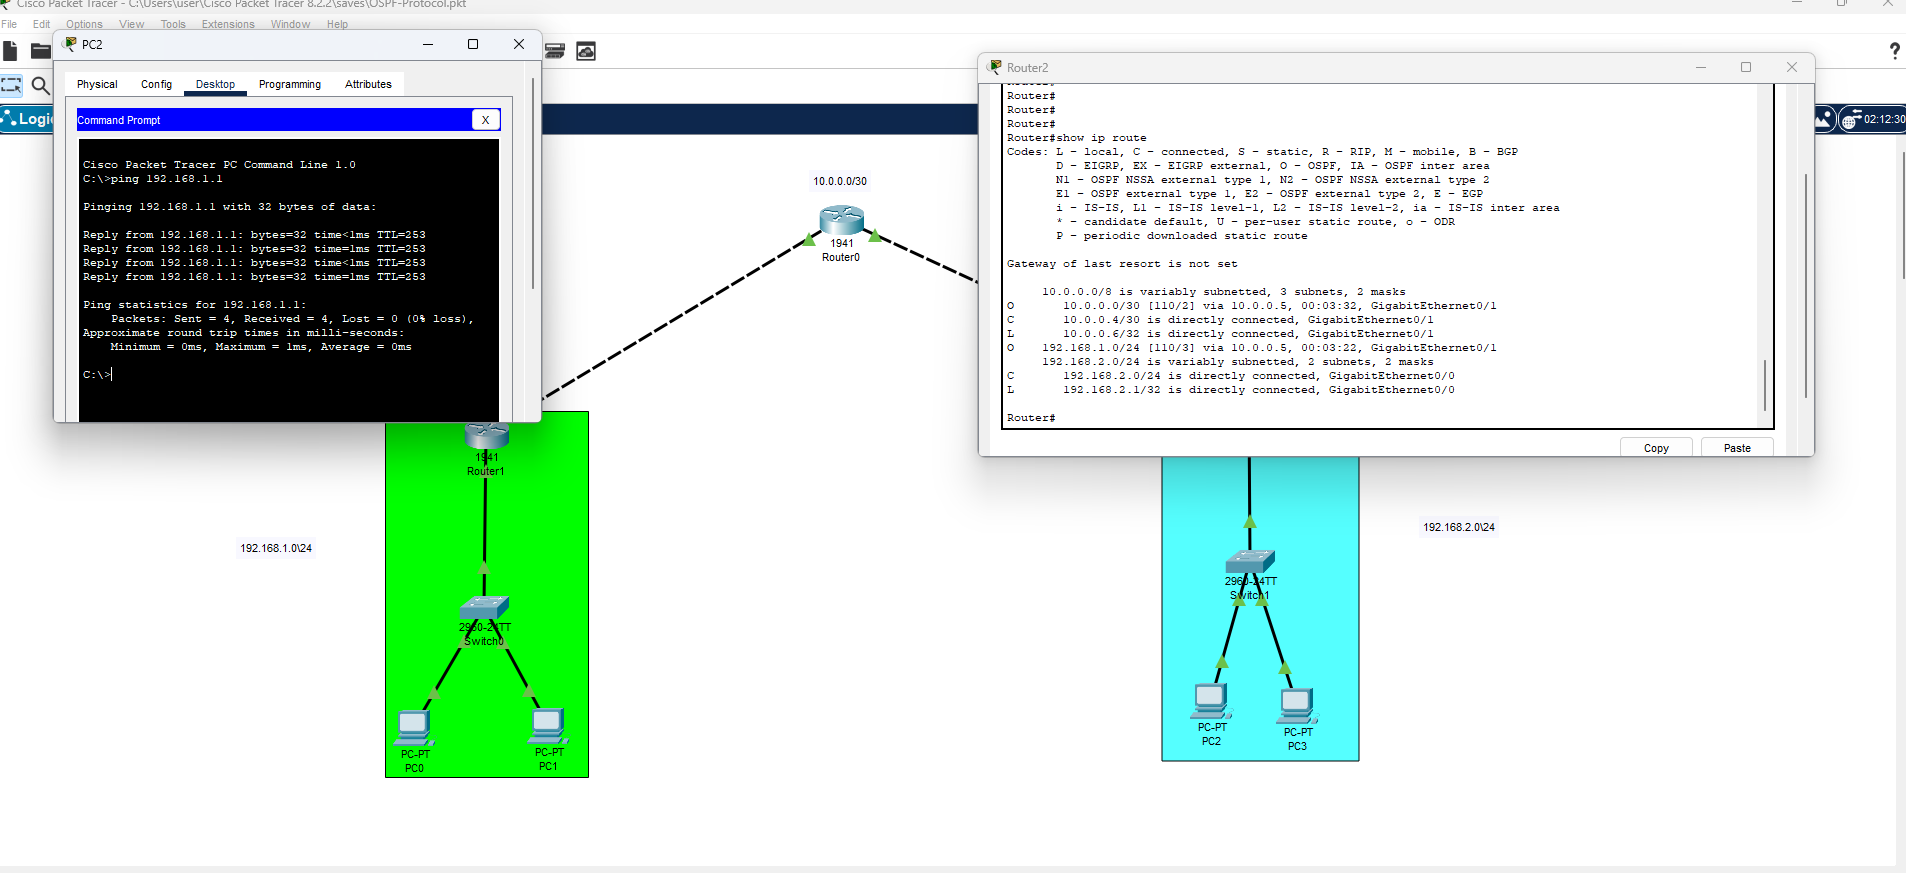 Cisco Packet Tracer - C:\Users\user\Cisco Packet Tracer 8.2.2\saves\OSPF-Protocol.pkt
File Edit Options View Tools Extensions Window Help
PC2
Physical Config Desktop Programming Attributes
Command Prompt X
Cisco Packet Tracer PC Command Line 1.0
C:\>ping 192.168.1.1
Pinging 192.168.1.1 with 32 bytes of data:
Reply from 192.168.1.1: bytes=32 time<1ms TTL=253
Reply from 192.168.1.1: bytes=32 time=1ms TTL=253
Reply from 192.168.1.1: bytes=32 time<1ms TTL=253
Reply from 192.168.1.1: bytes=32 time=1ms TTL=253
Ping statistics for 192.168.1.1:
Packets: Sent = 4, Received = 4, Lost = 0 (0% loss),
Approximate round trip times in milli-seconds:
Minimum = 0ms, Maximum = 1ms, Average = 0ms
C:\>
Logi
?
02:12:30
Router2
Router#
Router#
Router#
Router#show ip route
Codes: L - local, C - connected, S - static, R - RIP, M - mobile, B - BGP
D - EIGRP, EX - EIGRP external, O - OSPF, IA - OSPF inter area
N1 - OSPF NSSA external type 1, N2 - OSPF NSSA external type 2
E1 - OSPF external type 1, E2 - OSPF external type 2, E - EGP
i - IS-IS, L1 - IS-IS level-1, L2 - IS-IS level-2, ia - IS-IS inter area
* - candidate default, U - per-user static route, o - ODR
P - periodic downloaded static route
Gateway of last resort is not set
10.0.0.0/8 is variably subnetted, 3 subnets, 2 masks
O 10.0.0.0/30 [110/2] via 10.0.0.5, 00:03:32, GigabitEthernet0/1
C 10.0.0.4/30 is directly connected, GigabitEthernet0/1
L 10.0.0.6/32 is directly connected, GigabitEthernet0/1
O 192.168.1.0/24 [110/3] via 10.0.0.5, 00:03:22, GigabitEthernet0/1
192.168.2.0/24 is variably subnetted, 2 subnets, 2 masks
C 192.168.2.0/24 is directly connected, GigabitEthernet0/0
L 192.168.2.1/32 is directly connected, GigabitEthernet0/0
Router#
Copy Paste
10.0.0.0/30
1941
Router0
1941
Router1
192.168.1.0\24
2960-24TT
Switch0
PC-PT
PC0
PC-PT
PC1
192.168.2.0\24
2960-24TT
Switch1
PC-PT
PC2
PC-PT
PC3